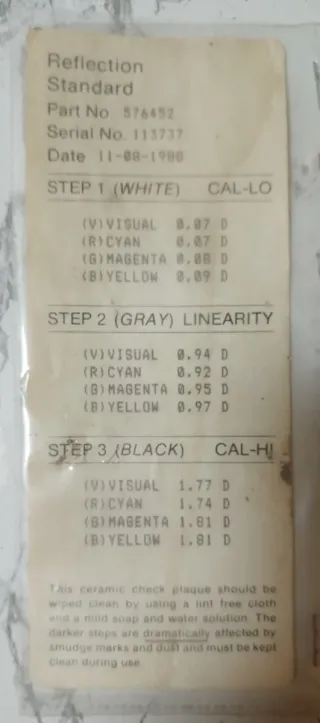 Reflection
Standard
Part No 576452
Serial No. 113737
Date 11-08-1988
STEP 1 (WHITE) CAL-LO
(V)VISUAL 0.07 D
(R)CYAN 0.07 D
(G)MAGENTA 0.08 D
(B)YELLOW 0.09 D
STEP 2 (GRAY) LINEARITY
(V)VISUAL 0.94 D
(R)CYAN 0.92 D
(G)MAGENTA 0.95 D
(B)YELLOW 0.97 D
STEP 3 (BLACK) CAL-HI
(V)VISUAL 1.77 D
(R)CYAN 1.74 D
(G)MAGENTA 1.81 D
(B)YELLOW 1.81 D
This ceramic check plaque should be
wiped clean by using a lint free cloth
and a mild soap and water solution. The
darker steps are dramatically affected by
smudge marks and dust and must be kept
clean during use.